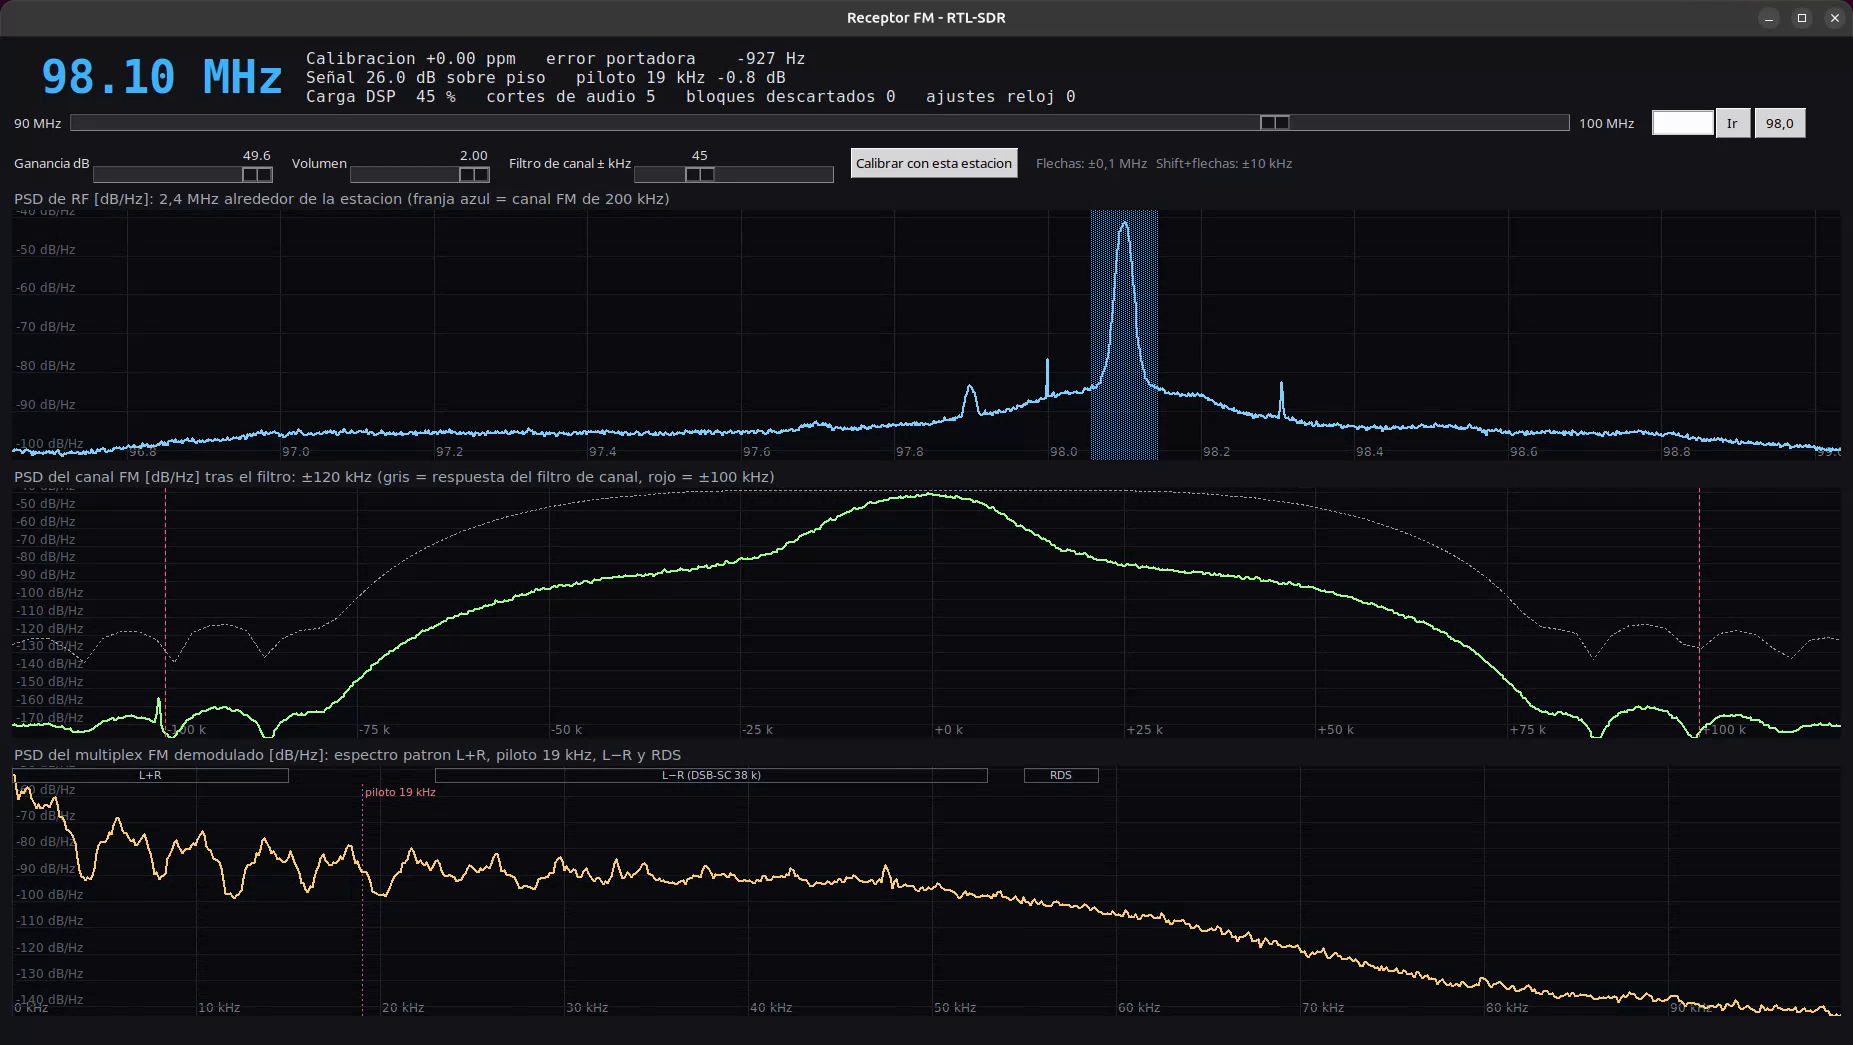 Receptor FM - RTL-SDR
98.10 MHz
Calibracion +0.00 ppm   error portadora    -927 Hz
Señal 26.0 dB sobre piso   piloto 19 kHz -0.8 dB
Carga DSP  45 %   cortes de audio 5   bloques descartados 0   ajustes reloj 0
90 MHz 100 MHz Ir 98,0
Ganancia dB 49.6 Volumen 2.00 Filtro de canal ± kHz 45 Calibrar con esta estacion Flechas: ±0,1 MHz  Shift+flechas: ±10 kHz
PSD de RF [dB/Hz]: 2,4 MHz alrededor de la estacion (franja azul = canal FM de 200 kHz)
-40 dB/Hz
-50 dB/Hz
-60 dB/Hz
-70 dB/Hz
-80 dB/Hz
-90 dB/Hz
-100 dB/Hz
96.8 97.0 97.2 97.4 97.6 97.8 98.0 98.2 98.4 98.6 98.8 99.0
PSD del canal FM [dB/Hz] tras el filtro: ±120 kHz (gris = respuesta del filtro de canal, rojo = ±100 kHz)
-40 dB/Hz
-50 dB/Hz
-60 dB/Hz
-70 dB/Hz
-80 dB/Hz
-90 dB/Hz
-100 dB/Hz
-110 dB/Hz
-120 dB/Hz
-130 dB/Hz
-140 dB/Hz
-150 dB/Hz
-160 dB/Hz
-170 dB/Hz
-100 k -75 k -50 k -25 k +0 k +25 k +50 k +75 k +100 k
PSD del multiplex FM demodulado [dB/Hz]: espectro patron L+R, piloto 19 kHz, L−R y RDS
L+R L−R (DSB-SC 38 k) RDS
piloto 19 kHz
-60 dB/Hz
-70 dB/Hz
-80 dB/Hz
-90 dB/Hz
-100 dB/Hz
-110 dB/Hz
-120 dB/Hz
-130 dB/Hz
-140 dB/Hz
0 kHz 10 kHz 20 kHz 30 kHz 40 kHz 50 kHz 60 kHz 70 kHz 80 kHz 90 kHz